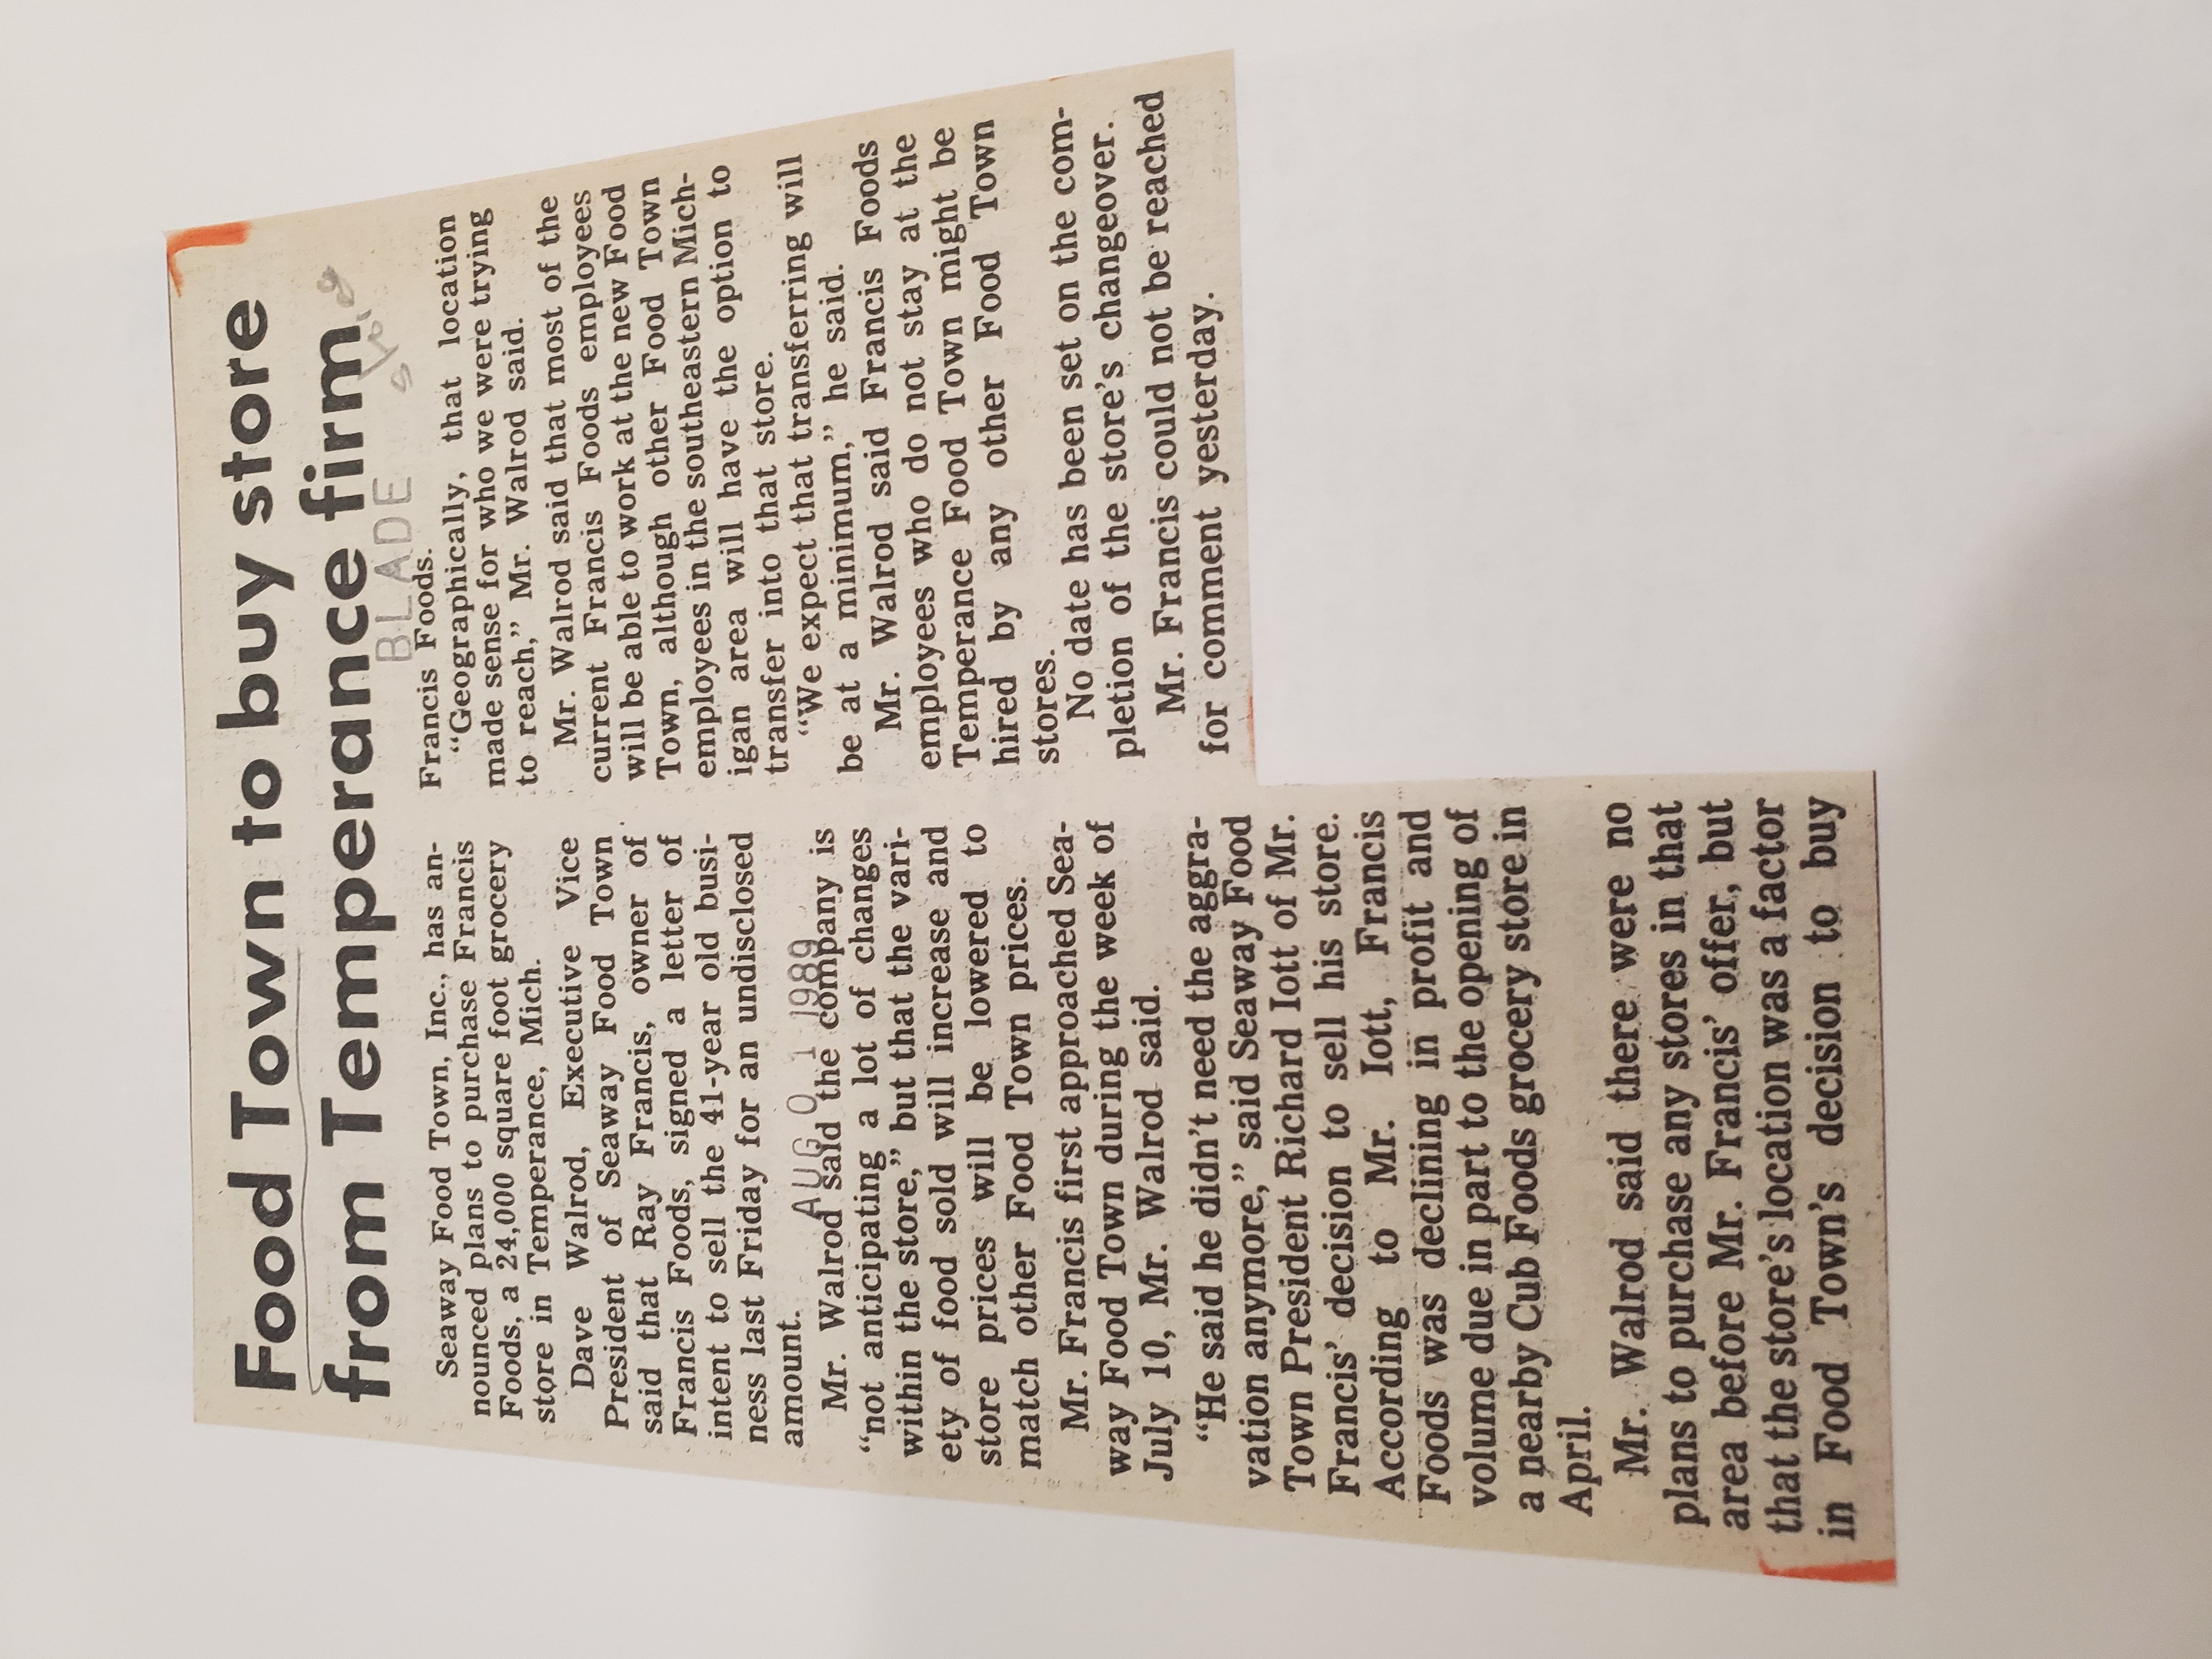 Food Town to buy store
from Temperance firm
BLADE
Seaway Food Town, Inc., has an-
nounced plans to purchase Francis
Foods, a 24,000 square foot grocery
store in Temperance, Mich.
Dave Walrod, Executive Vice
President of Seaway Food Town
said that Ray Francis, owner of
Francis Foods, signed a letter of
intent to sell the 41-year old busi-
ness last Friday for an undisclosed
amount.
AUG 0 1 1989
Mr. Walrod said the company is
“not anticipating a lot of changes
within the store,” but that the vari-
ety of food sold will increase and
store prices will be lowered to
match other Food Town prices.
Mr. Francis first approached Sea-
way Food Town during the week of
July 10, Mr. Walrod said.
“He said he didn’t need the aggra-
vation anymore,” said Seaway Food
Town President Richard Iott of Mr.
Francis’ decision to sell his store.
According to Mr. Iott, Francis
Foods was declining in profit and
volume due in part to the opening of
a nearby Cub Foods grocery store in
April.
Mr. Walrod said there were no
plans to purchase any stores in that
area before Mr. Francis’ offer, but
that the store’s location was a factor
in Food Town’s decision to buy
Francis Foods.
“Geographically, that location
made sense for who we were trying
to reach,” Mr. Walrod said.
Mr. Walrod said that most of the
current Francis Foods employees
will be able to work at the new Food
Town, although other Food Town
employees in the southeastern Mich-
igan area will have the option to
transfer into that store.
“We expect that transferring will
be at a minimum,” he said.
Mr. Walrod said Francis Foods
employees who do not stay at the
Temperance Food Town might be
hired by any other Food Town
stores.
No date has been set on the com-
pletion of the store’s changeover.
Mr. Francis could not be reached
for comment yesterday.